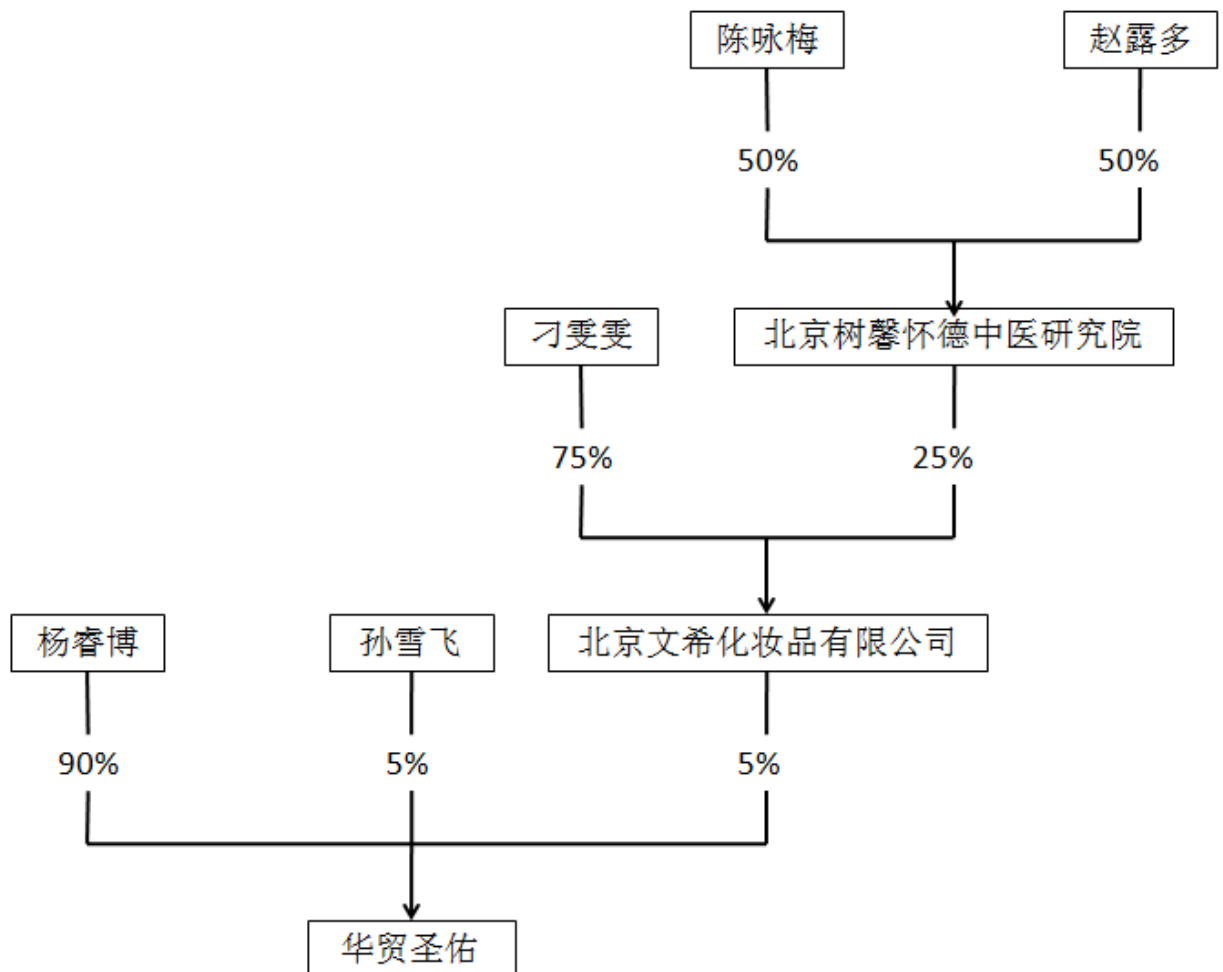 陈咏梅
赵露多
50%
50%
刁雯雯
北京树馨怀德中医研究院
75%
25%
杨睿博
孙雪飞
北京文希化妆品有限公司
90%
5%
5%
华贸圣佑